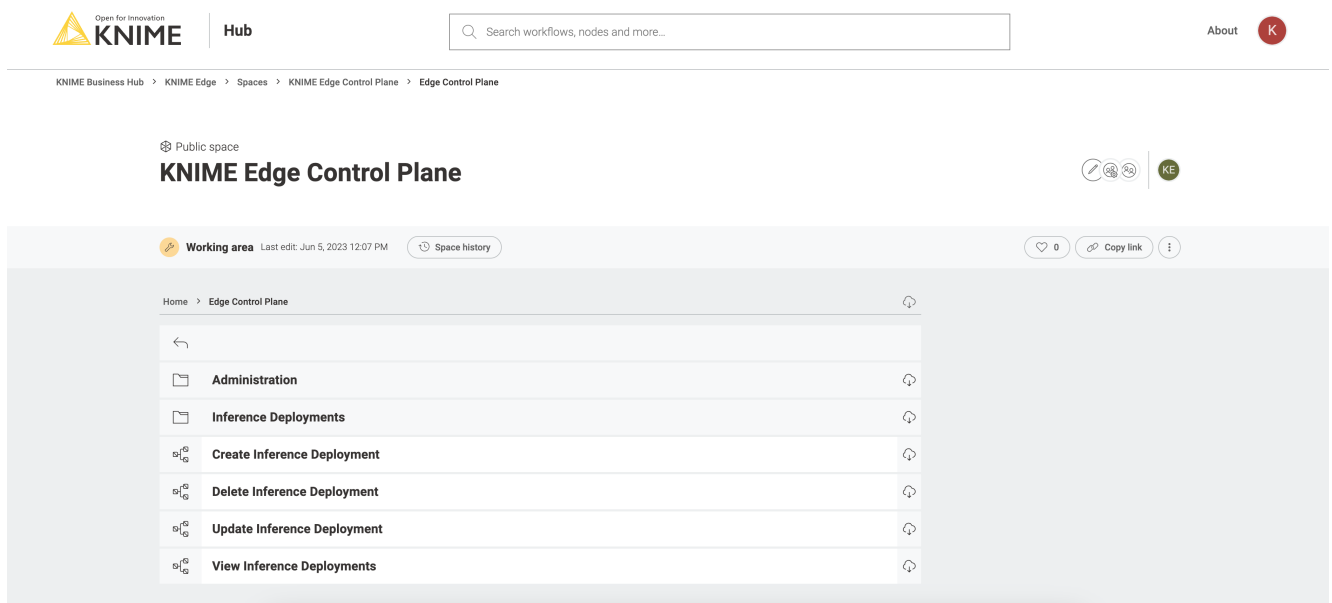 Open for Innovation
KNIME
Hub
Search workflows, nodes and more...
About
K
KNIME Business Hub > KNIME Edge > Spaces > KNIME Edge Control Plane > Edge Control Plane
Public space
KNIME Edge Control Plane
KE
Working area Last edit: Jun 5, 2023 12:07 PM Space history
0 Copy link
Home > Edge Control Plane
Administration
Inference Deployments
Create Inference Deployment
Delete Inference Deployment
Update Inference Deployment
View Inference Deployments